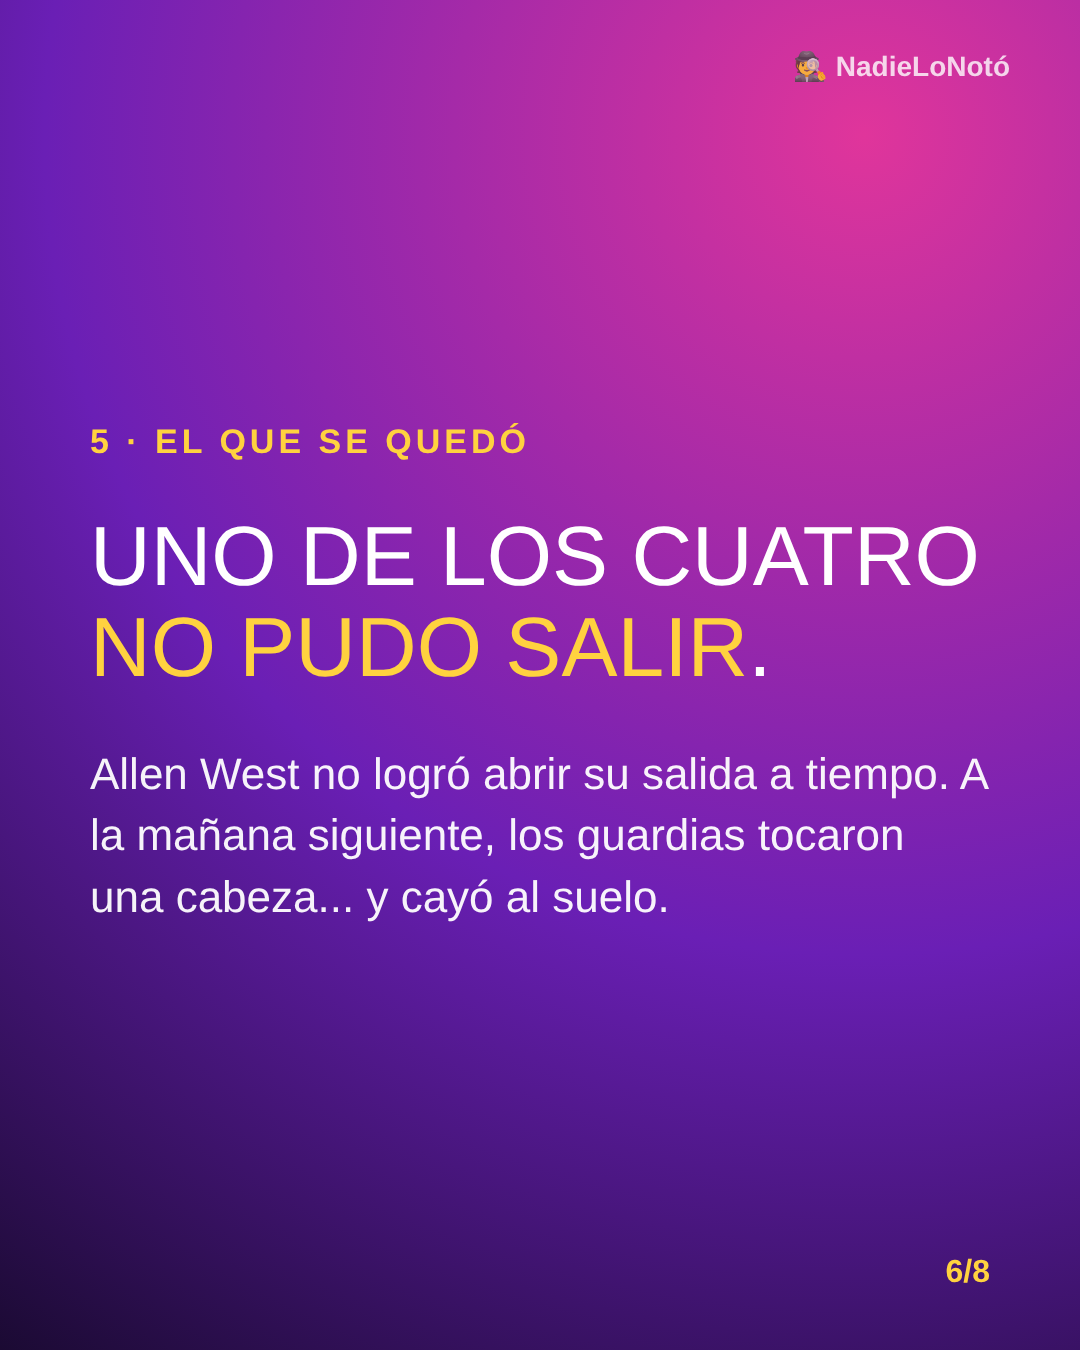 🕵️ NadieLoNotó
5 · EL QUE SE QUEDÓ
UNO DE LOS CUATRO
NO PUDO SALIR.
Allen West no logró abrir su salida a tiempo. A
la mañana siguiente, los guardias tocaron
una cabeza... y cayó al suelo.
6/8